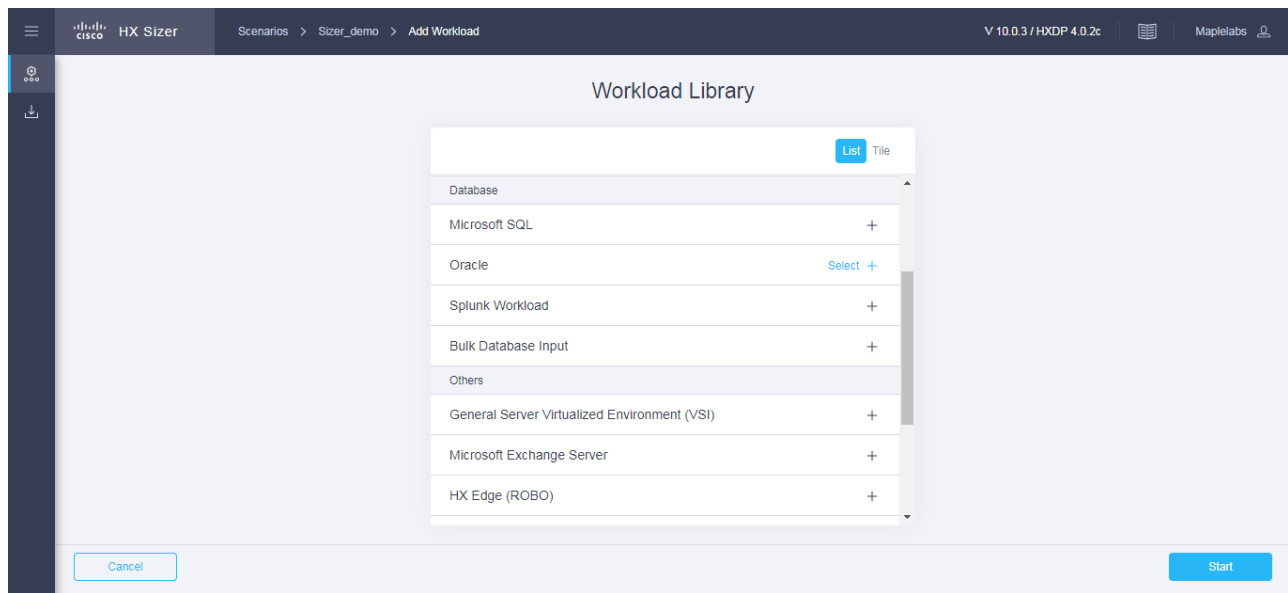 cisco HX Sizer Scenarios > Sizer_demo > Add Workload V 10.0.3 / HXDP 4.0.2c Maplelabs
Workload Library
List Tile
Database
Microsoft SQL +
Oracle Select +
Splunk Workload +
Bulk Database Input +
Others
General Server Virtualized Environment (VSI) +
Microsoft Exchange Server +
HX Edge (ROBO) +
Cancel Start